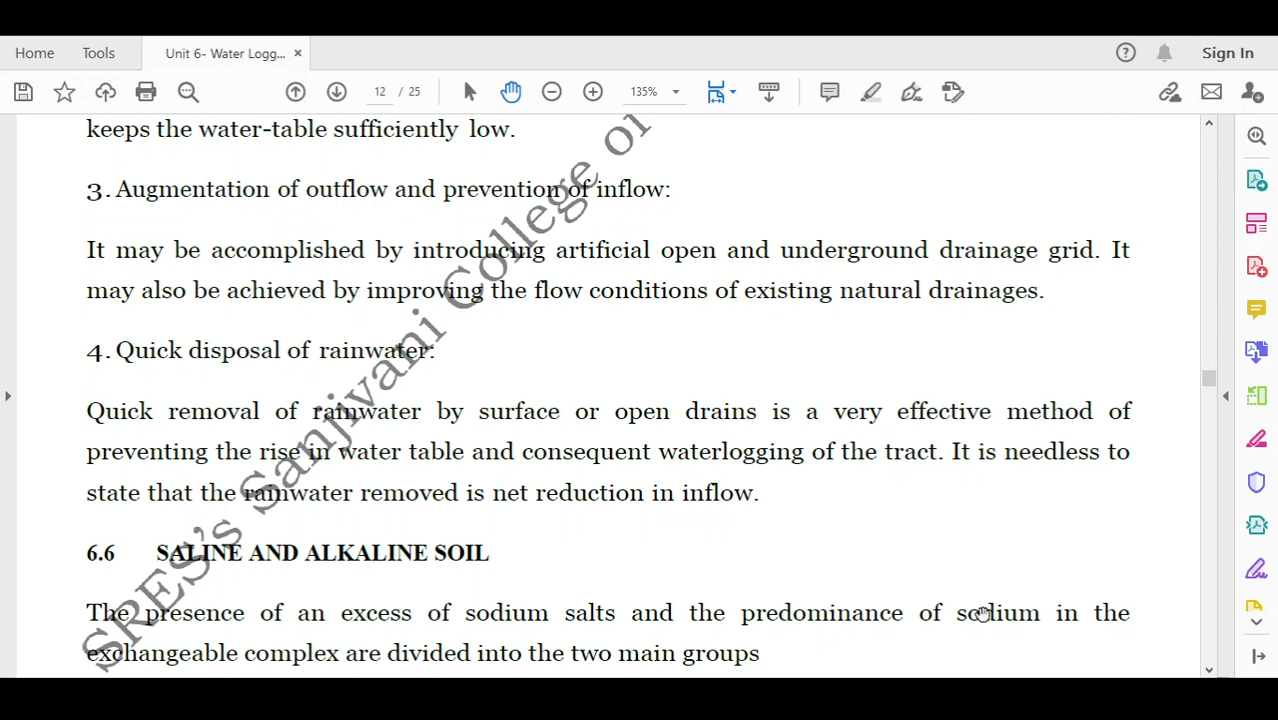 Home Tools Unit 6- Water Logg... × Sign In
12 / 25 135%
keeps the water-table sufficiently low.
3. Augmentation of outflow and prevention of inflow:
It may be accomplished by introducing artificial open and underground drainage grid. It
may also be achieved by improving the flow conditions of existing natural drainages.
4. Quick disposal of rainwater:
Quick removal of rainwater by surface or open drains is a very effective method of
preventing the rise in water table and consequent waterlogging of the tract. It is needless to
state that the rainwater removed is net reduction in inflow.
6.6 SALINE AND ALKALINE SOIL
The presence of an excess of sodium salts and the predominance of sodium in the
exchangeable complex are divided into the two main groups
SRES's Sanjivani College of